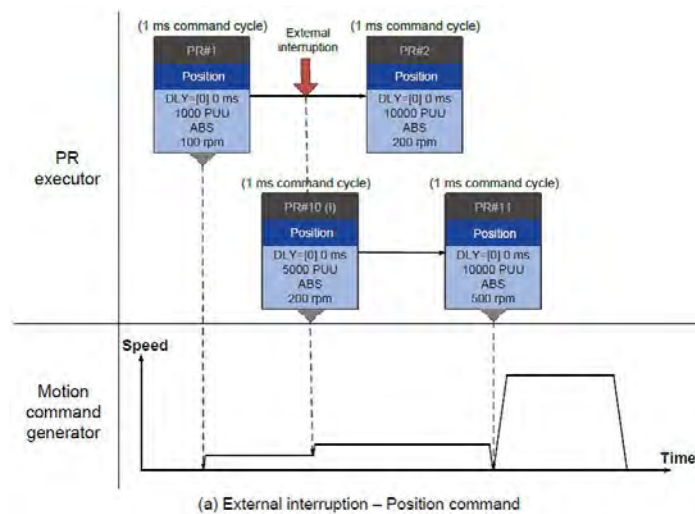 (1 ms command cycle)
External
interruption
(1 ms command cycle)
PR#1
Position
DLY=[0] 0 ms
1000 PUU
ABS
100 rpm
PR#2
Position
DLY=[0] 0 ms
10000 PUU
ABS
200 rpm
PR
executor
(1 ms command cycle)
PR#10 (i)
Position
DLY=[0] 0 ms
5000 PUU
ABS
200 rpm
(1 ms command cycle)
PR#11
Position
DLY=[0] 0 ms
10000 PUU
ABS
500 rpm
Speed
Motion
command
generator
Time
(a) External interruption – Position command